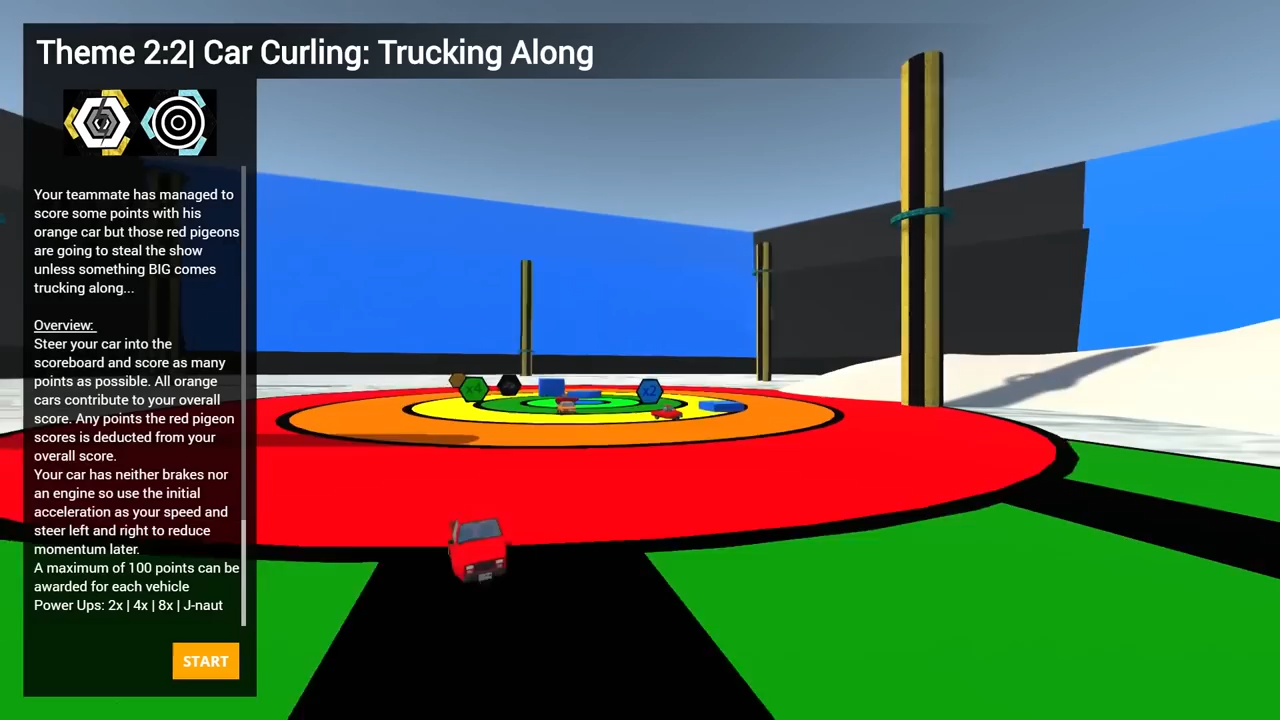 Theme 2:2| Car Curling: Trucking Along
Your teammate has managed to
score some points with his
orange car but those red pigeons
are going to steal the show
unless something BIG comes
trucking along...
Overview:
Steer your car into the
scoreboard and score as many
points as possible. All orange
cars contribute to your overall
score. Any points the red pigeon
scores is deducted from your
overall score.
Your car has neither brakes nor
an engine so use the initial
acceleration as your speed and
steer left and right to reduce
momentum later.
A maximum of 100 points can be
awarded for each vehicle
Power Ups: 2x | 4x | 8x | J-naut
START
x4
x2